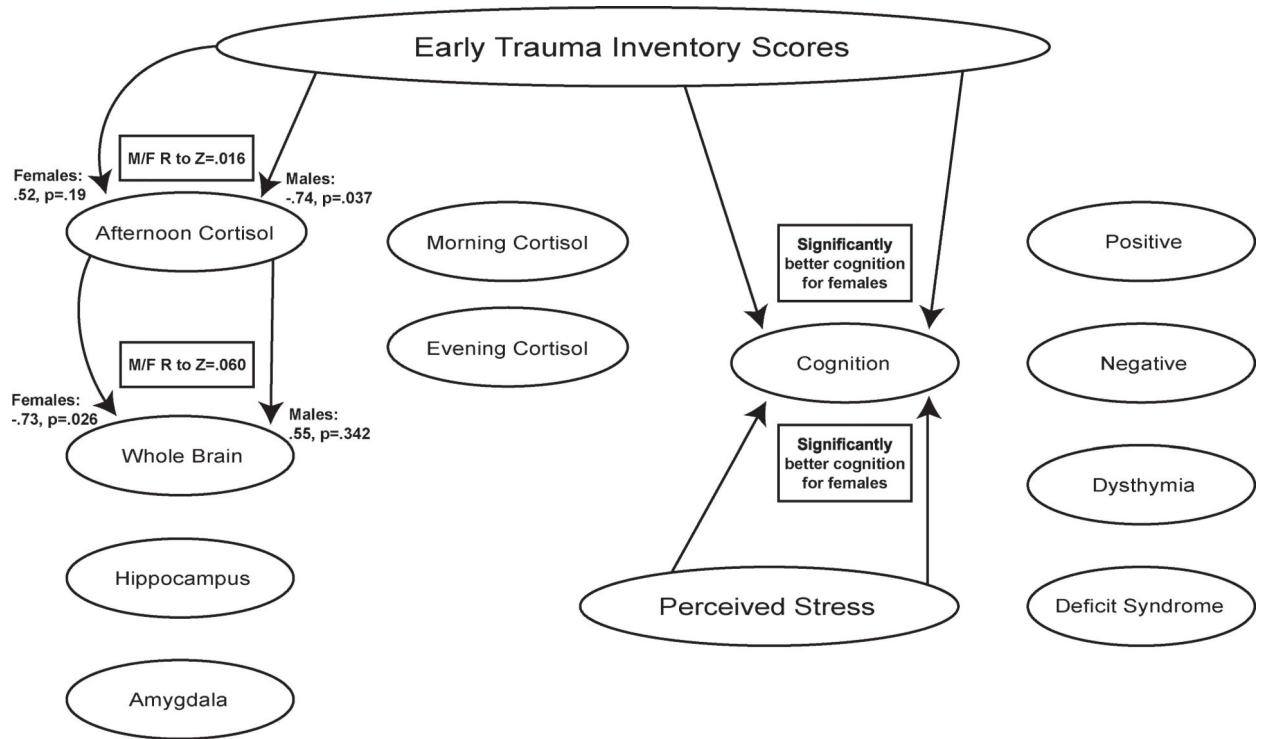 Early Trauma Inventory Scores
M/F R to Z=.016
Females:
.52, p=.19
Males:
-.74, p=.037
Afternoon Cortisol
Morning Cortisol
Evening Cortisol
M/F R to Z=.060
Females:
-.73, p=.026
Males:
.55, p=.342
Whole Brain
Hippocampus
Amygdala
Significantly
better cognition
for females
Cognition
Significantly
better cognition
for females
Perceived Stress
Positive
Negative
Dysthymia
Deficit Syndrome